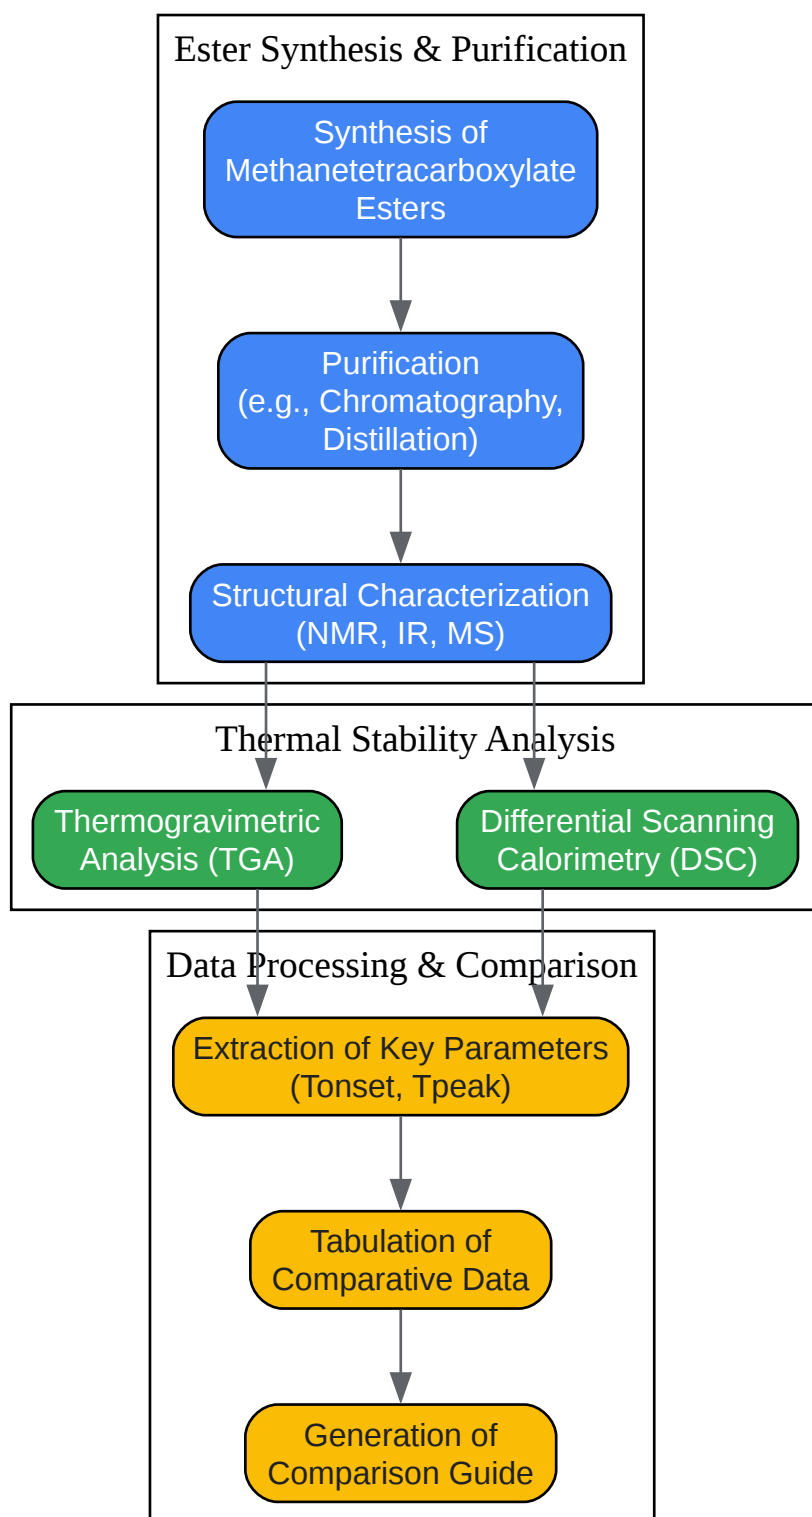 Ester Synthesis & Purification
Synthesis of
Methanetetracarboxylate
Esters
Purification
(e.g., Chromatography,
Distillation)
Structural Characterization
(NMR, IR, MS)
Thermal Stability Analysis
Thermogravimetric
Analysis (TGA)
Differential Scanning
Calorimetry (DSC)
Data Processing & Comparison
Extraction of Key Parameters
(Tonset, Tpeak)
Tabulation of
Comparative Data
Generation of
Comparison Guide